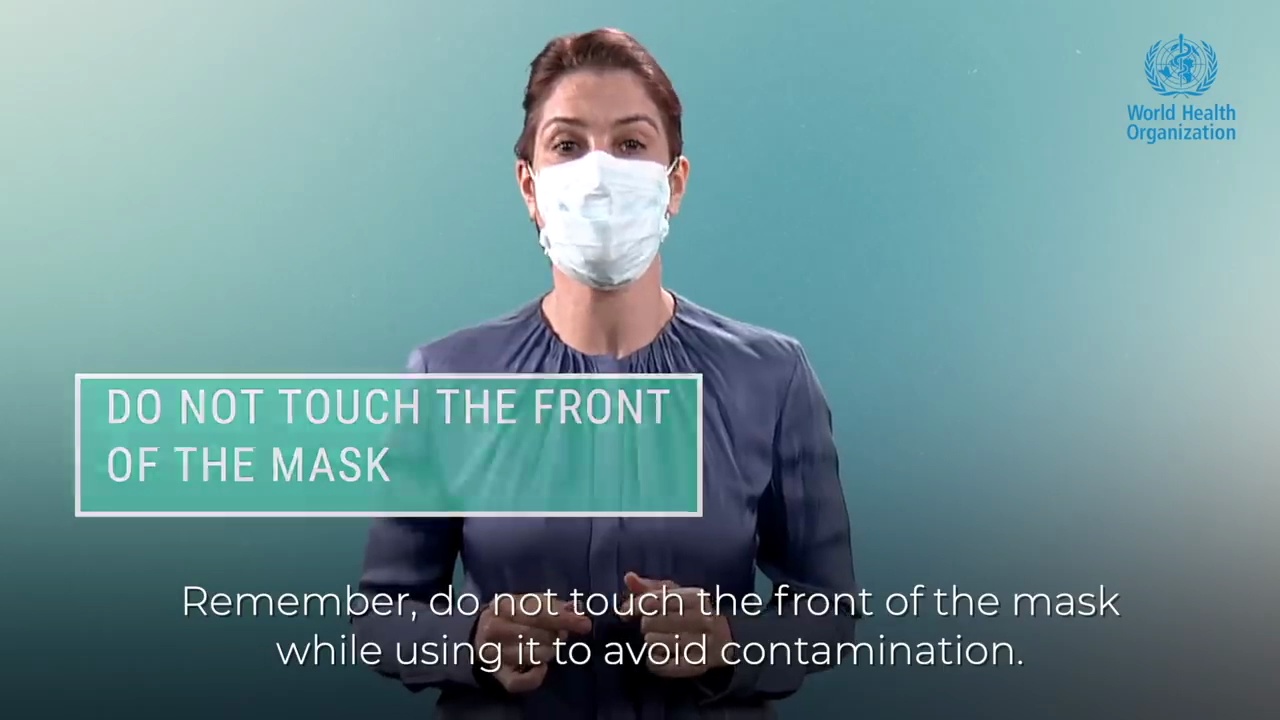 World Health
Organization
DO NOT TOUCH THE FRONT
OF THE MASK
Remember, do not touch the front of the mask
while using it to avoid contamination.